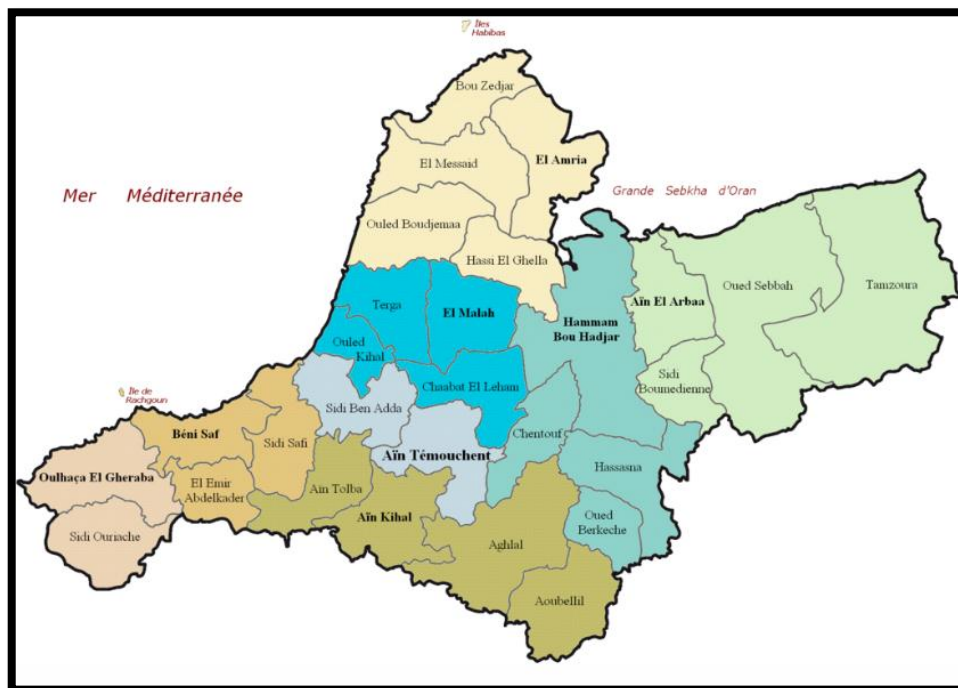 Îles
Habibas
Bou Zedjar
El Messaid
El Amria
Mer Méditerranée
Grande Sebkha d'Oran
Ouled Boudjemaa
Hassi El Ghella
Terga
El Malah
Hammam
Bou Hadjar
Aïn El Arbaa
Oued Sebbah
Tamzoura
Ouled
Kihal
Chaabat El Leham
Sidi
Boumedienne
Île de
Rachgoun
Sidi Ben Adda
Béni Saf
Sidi Safi
Chentouf
Aïn Témouchent
Hassasna
Oulhaça El Gheraba
El Emir
Abdelkader
Aïn Tolba
Aïn Kihal
Oued
Berkeche
Sidi Ouriache
Aghlal
Aoubellil